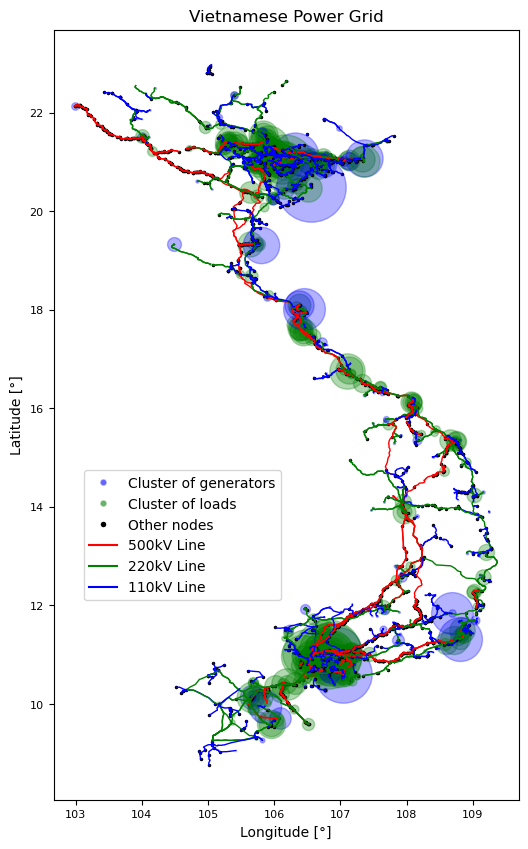 Vietnamese Power Grid
22
20
18
16
14
12
10
Latitude [°]
Cluster of generators
Cluster of loads
Other nodes
500kV Line
220kV Line
110kV Line
103 104 105 106 107 108 109
Longitude [°]